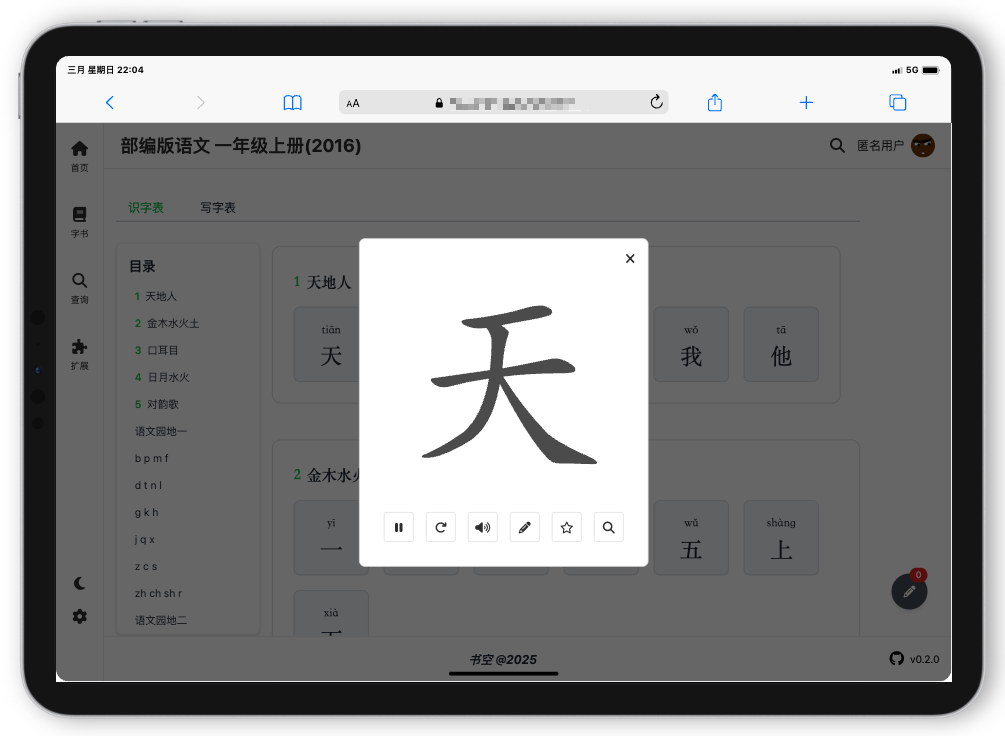 三月 星期日 22:04
5G
AA
部编版语文 一年级上册(2016)
匿名用户
首页
字书
查询
扩展
识字表
写字表
目录
1 天地人
2 金木水火土
3 口耳目
4 日月水火
5 对韵歌
语文园地一
b p m f
d t n l
g k h
j q x
z c s
zh ch sh r
语文园地二
1 天地人
tiān
天
wǒ
我
tā
他
天
2 金木水火
yī
一
wǔ
五
shàng
上
xià
0
书空 @2025
v0.2.0